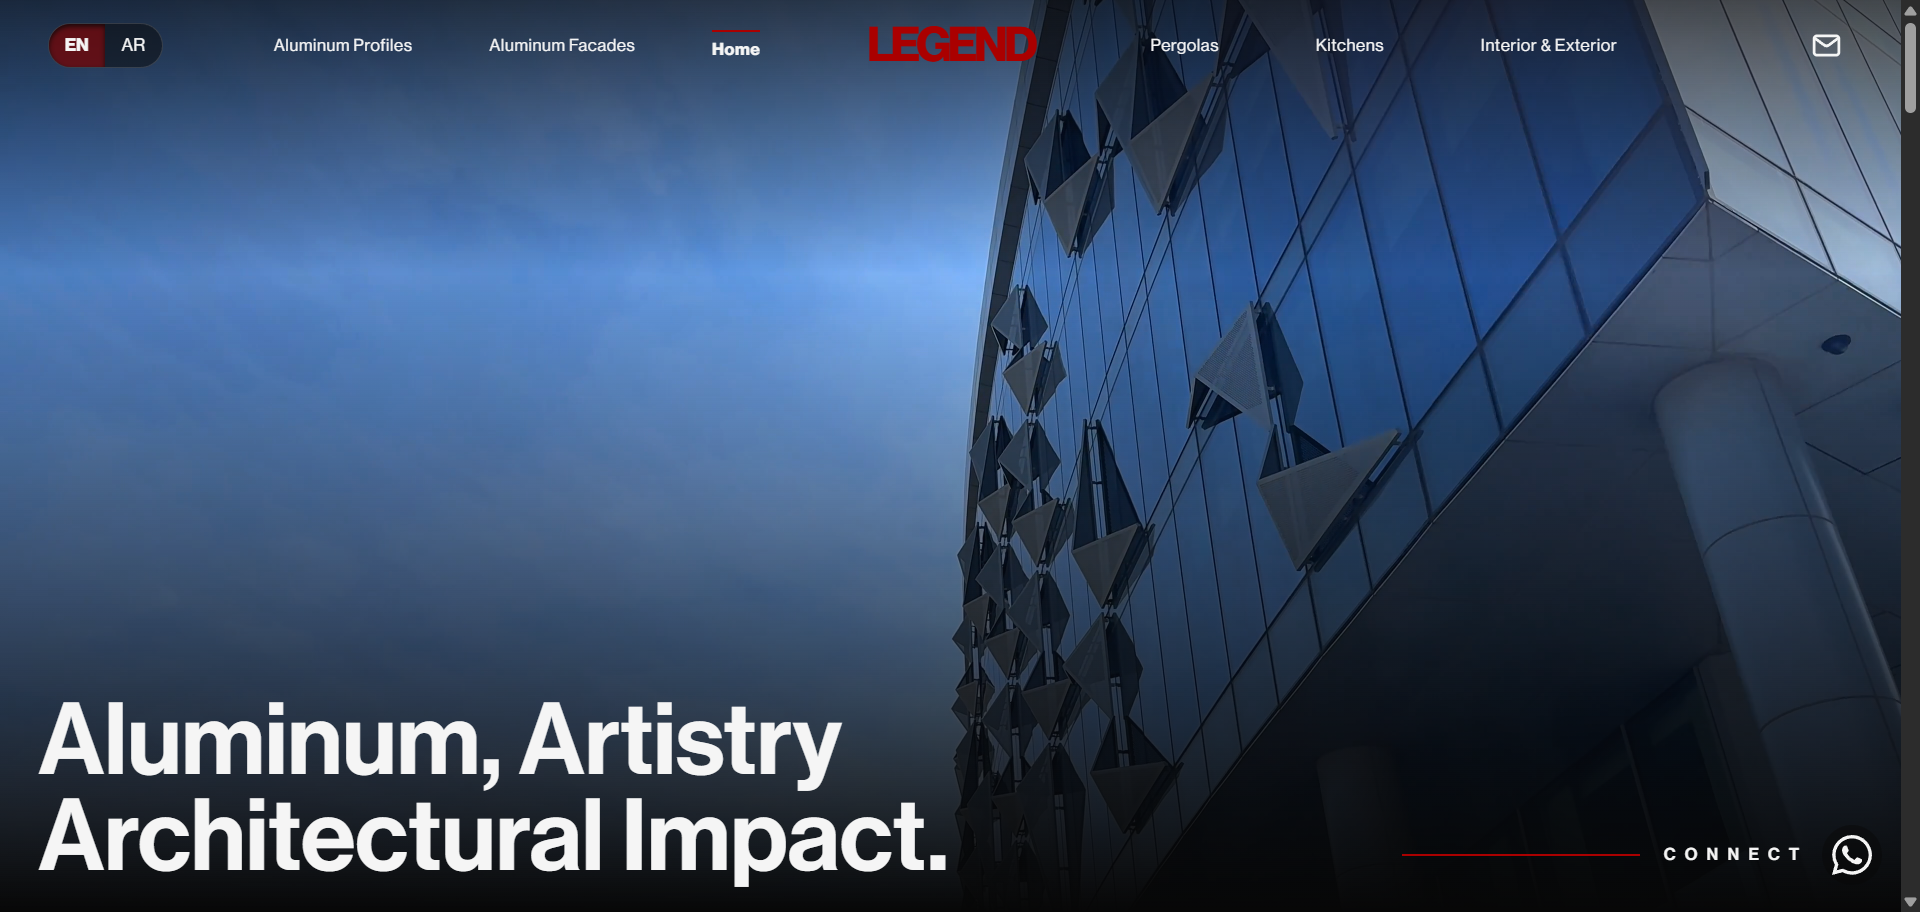 EN AR Aluminum Profiles Aluminum Facades Home LEGEND Pergolas Kitchens Interior & Exterior
Aluminum, Artistry
Architectural Impact.
CONNECT